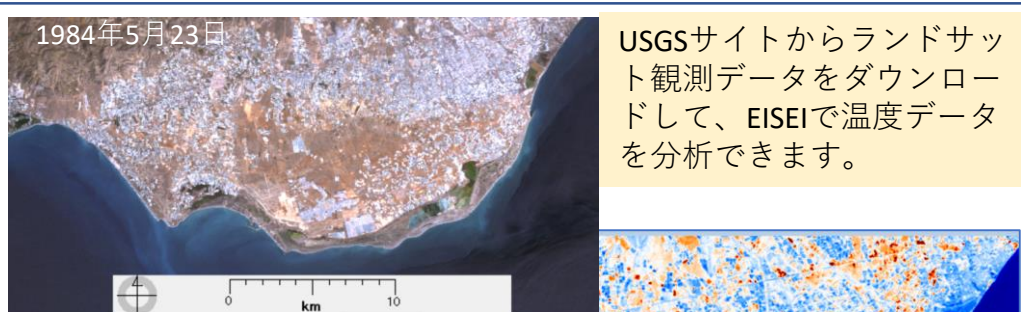 1984年5月23日
USGSサイトからランドサッ
ト観測データをダウンロー
ドして、EISEIで温度データ
を分析できます。
0
10
km